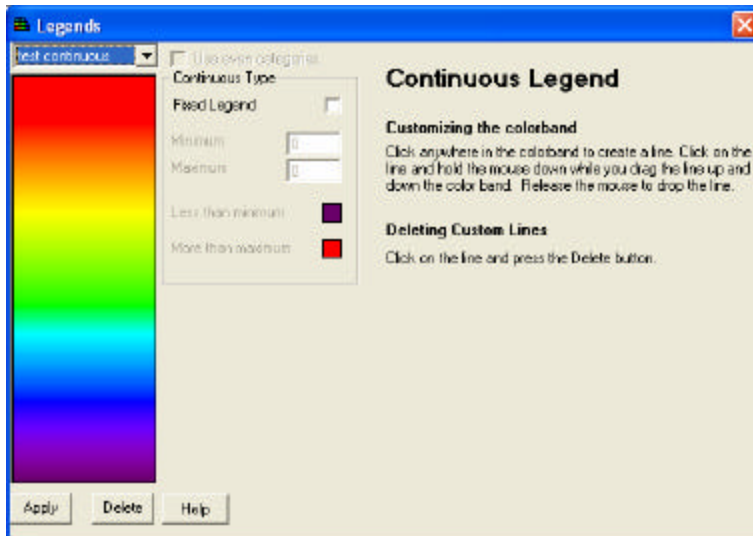 Legends
test continuous
Use even categories
Continuous Type
Fixed Legend
Minimum 0
Maximum 0
Less than minimum
More than maximum
Continuous Legend
Customizing the colorband
Click anywhere in the colorband to create a line. Click on the
line and hold the mouse down while you drag the line up and
down the color band. Release the mouse to drop the line.
Deleting Custom Lines
Click on the line and press the Delete button.
Apply
Delete
Help